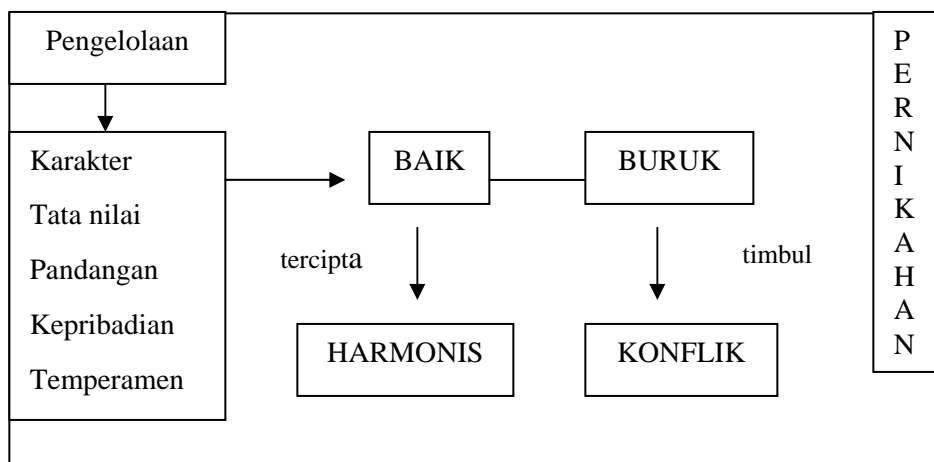 Pengelolaan
Karakter
Tata nilai
Pandangan
Kepribadian
Temperamen
BAIK
BURUK
tercipta
timbul
HARMONIS
KONFLIK
P
E
R
N
I
K
A
H
A
N